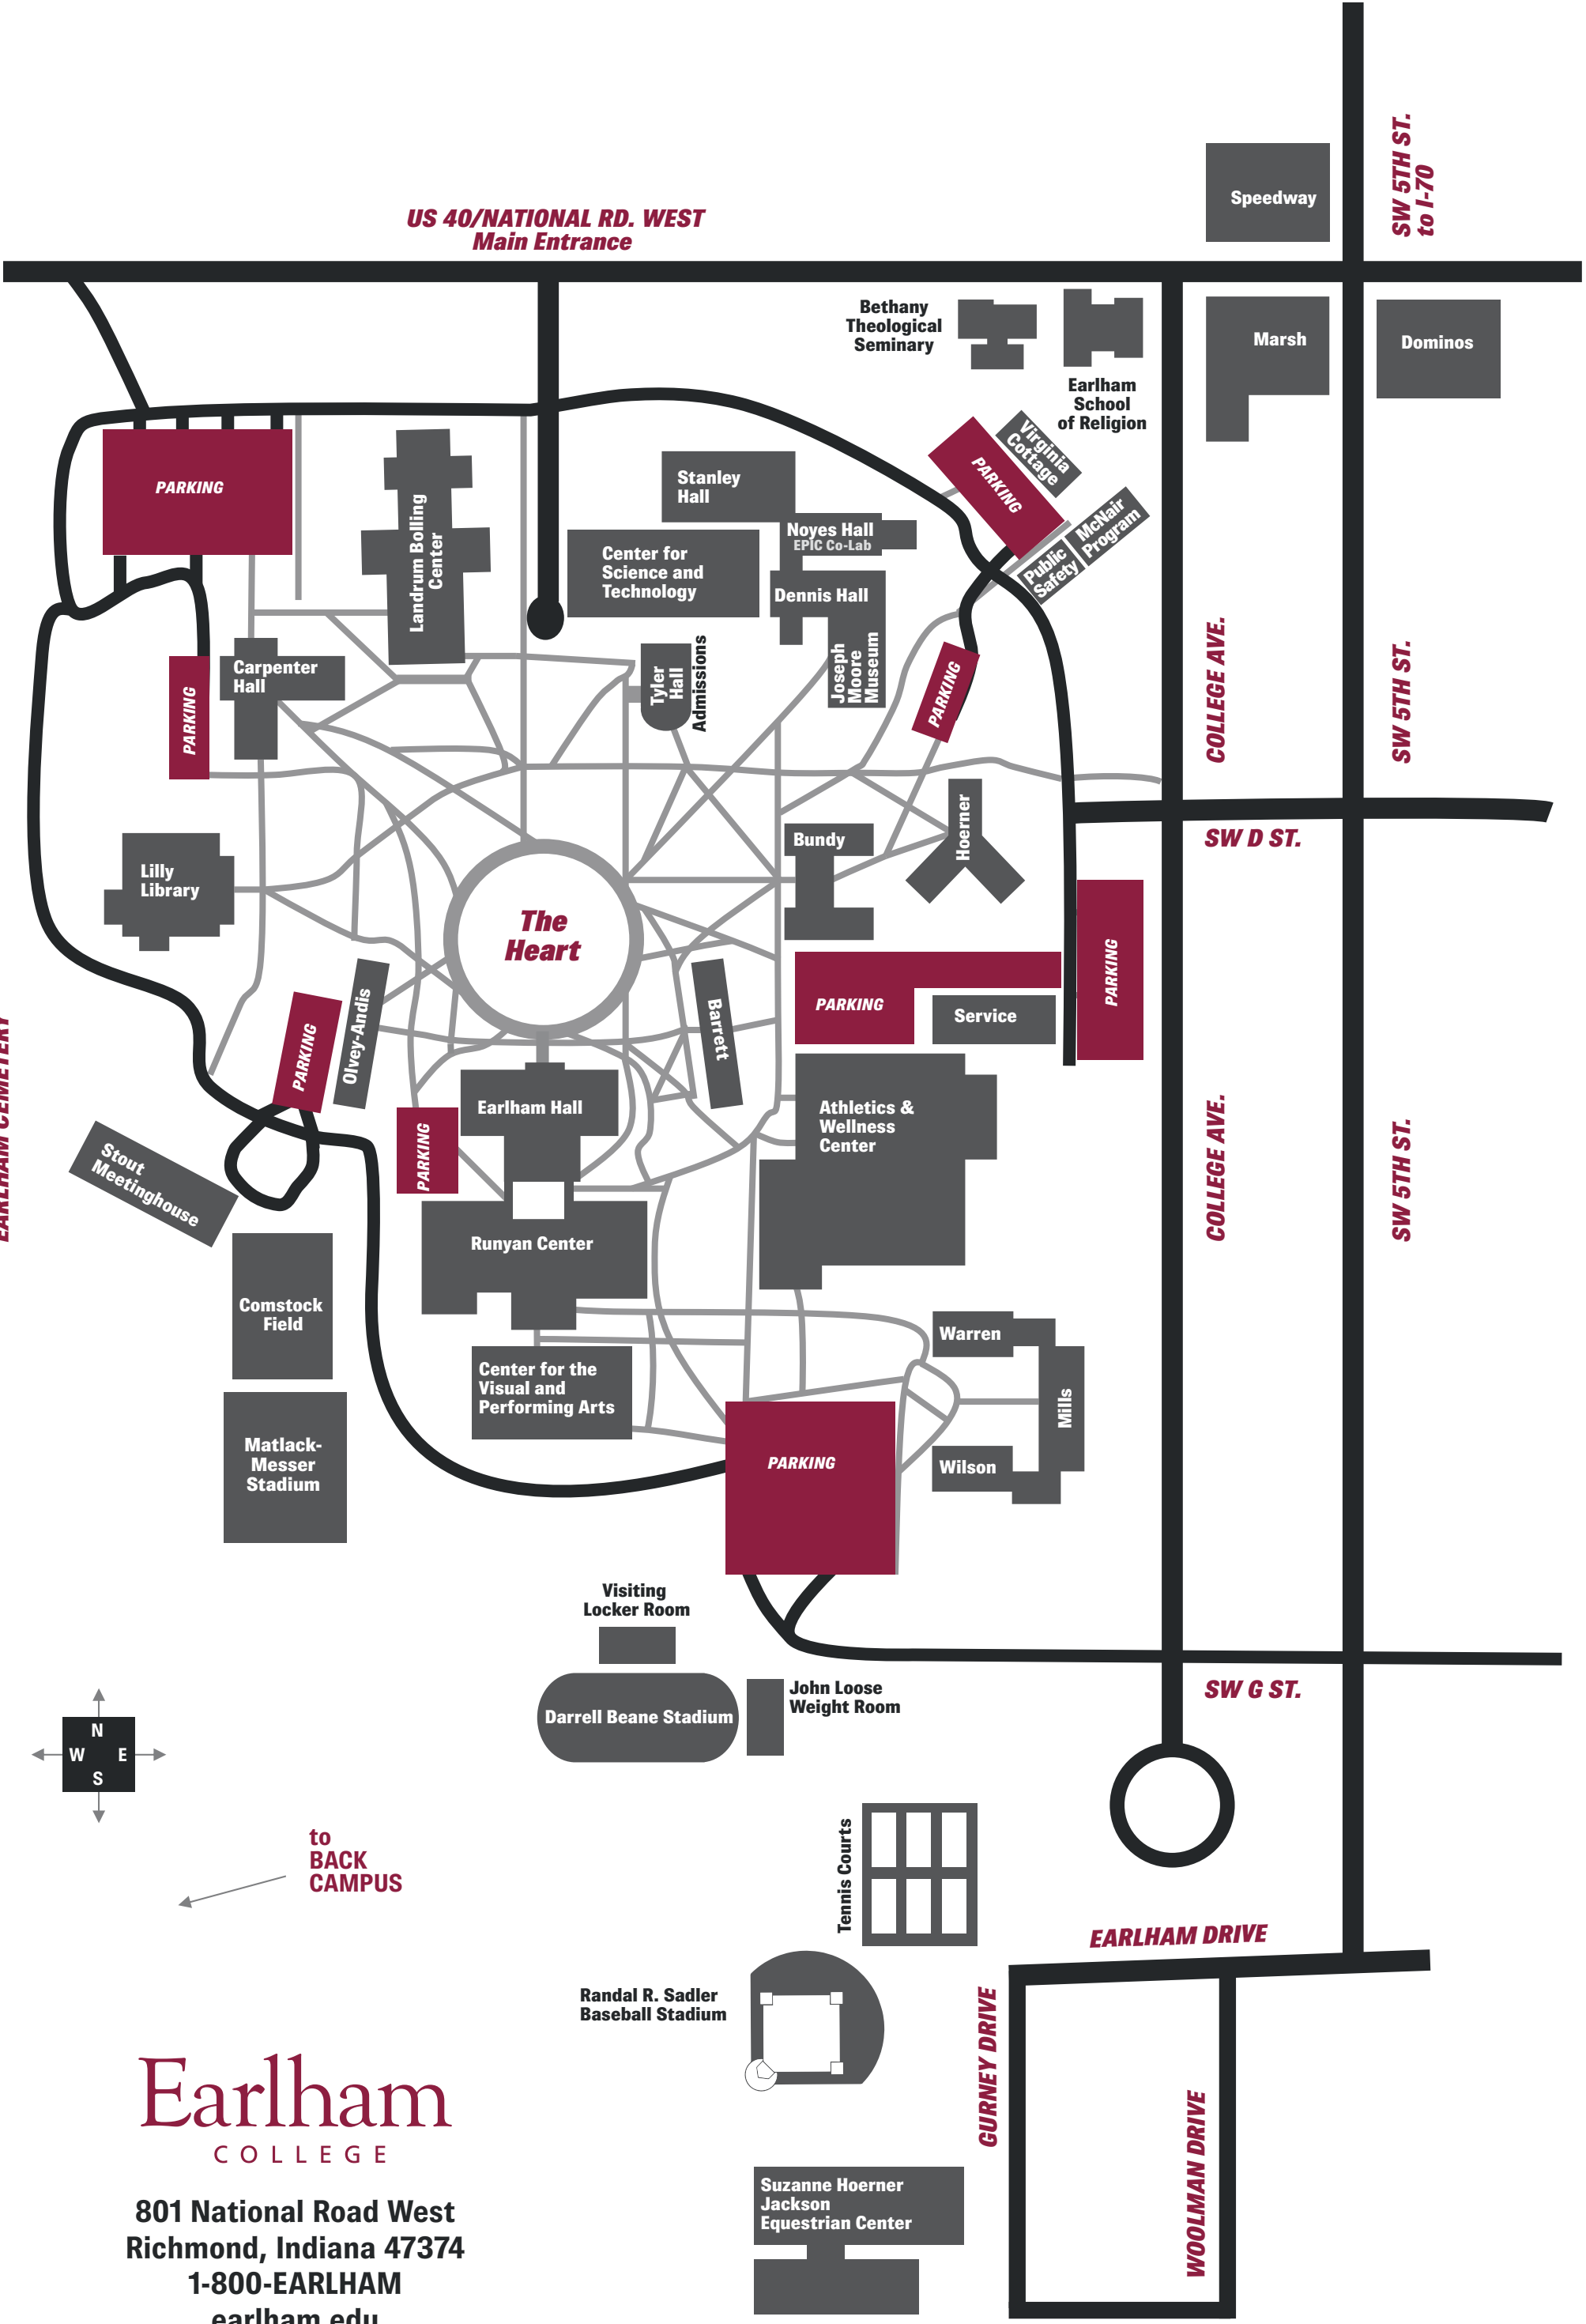 SW 5TH ST.
to I-70
Speedway
US 40/NATIONAL RD. WEST
Main Entrance
Bethany
Theological
Seminary
Marsh
Dominos
Earlham
School
of Religion
Virginia
Cottage
PARKING
PARKING
Stanley
Hall
Landrum Bolling
Center
Noyes Hall
EPIC Co-Lab
McNair
Program
Public
Safety
Center for
Science and
Technology
Dennis Hall
Joseph
Moore
Museum
Tyler
Hall
Admissions
Carpenter
Hall
PARKING
PARKING
COLLEGE AVE.
SW 5TH ST.
Hoerner
Bundy
SW D ST.
Lilly
Library
The
Heart
PARKING
PARKING
Service
Barrett
Olvey-Andis
PARKING
EARLHAM CEMETERY
Earlham Hall
Athletics &
Wellness
Center
PARKING
COLLEGE AVE.
SW 5TH ST.
Stout
Meetinghouse
Runyan Center
Comstock
Field
Warren
Center for the
Visual and
Performing Arts
Mills
Matlack-
Messer
Stadium
PARKING
Wilson
Visiting
Locker Room
John Loose
Weight Room
Darrell Beane Stadium
SW G ST.
N
W E
S
to
BACK
CAMPUS
Tennis Courts
EARLHAM DRIVE
Randal R. Sadler
Baseball Stadium
GURNEY DRIVE
WOOLMAN DRIVE
Earlham
COLLEGE
801 National Road West
Richmond, Indiana 47374
1-800-EARLHAM
earlham.edu
Suzanne Hoerner
Jackson
Equestrian Center